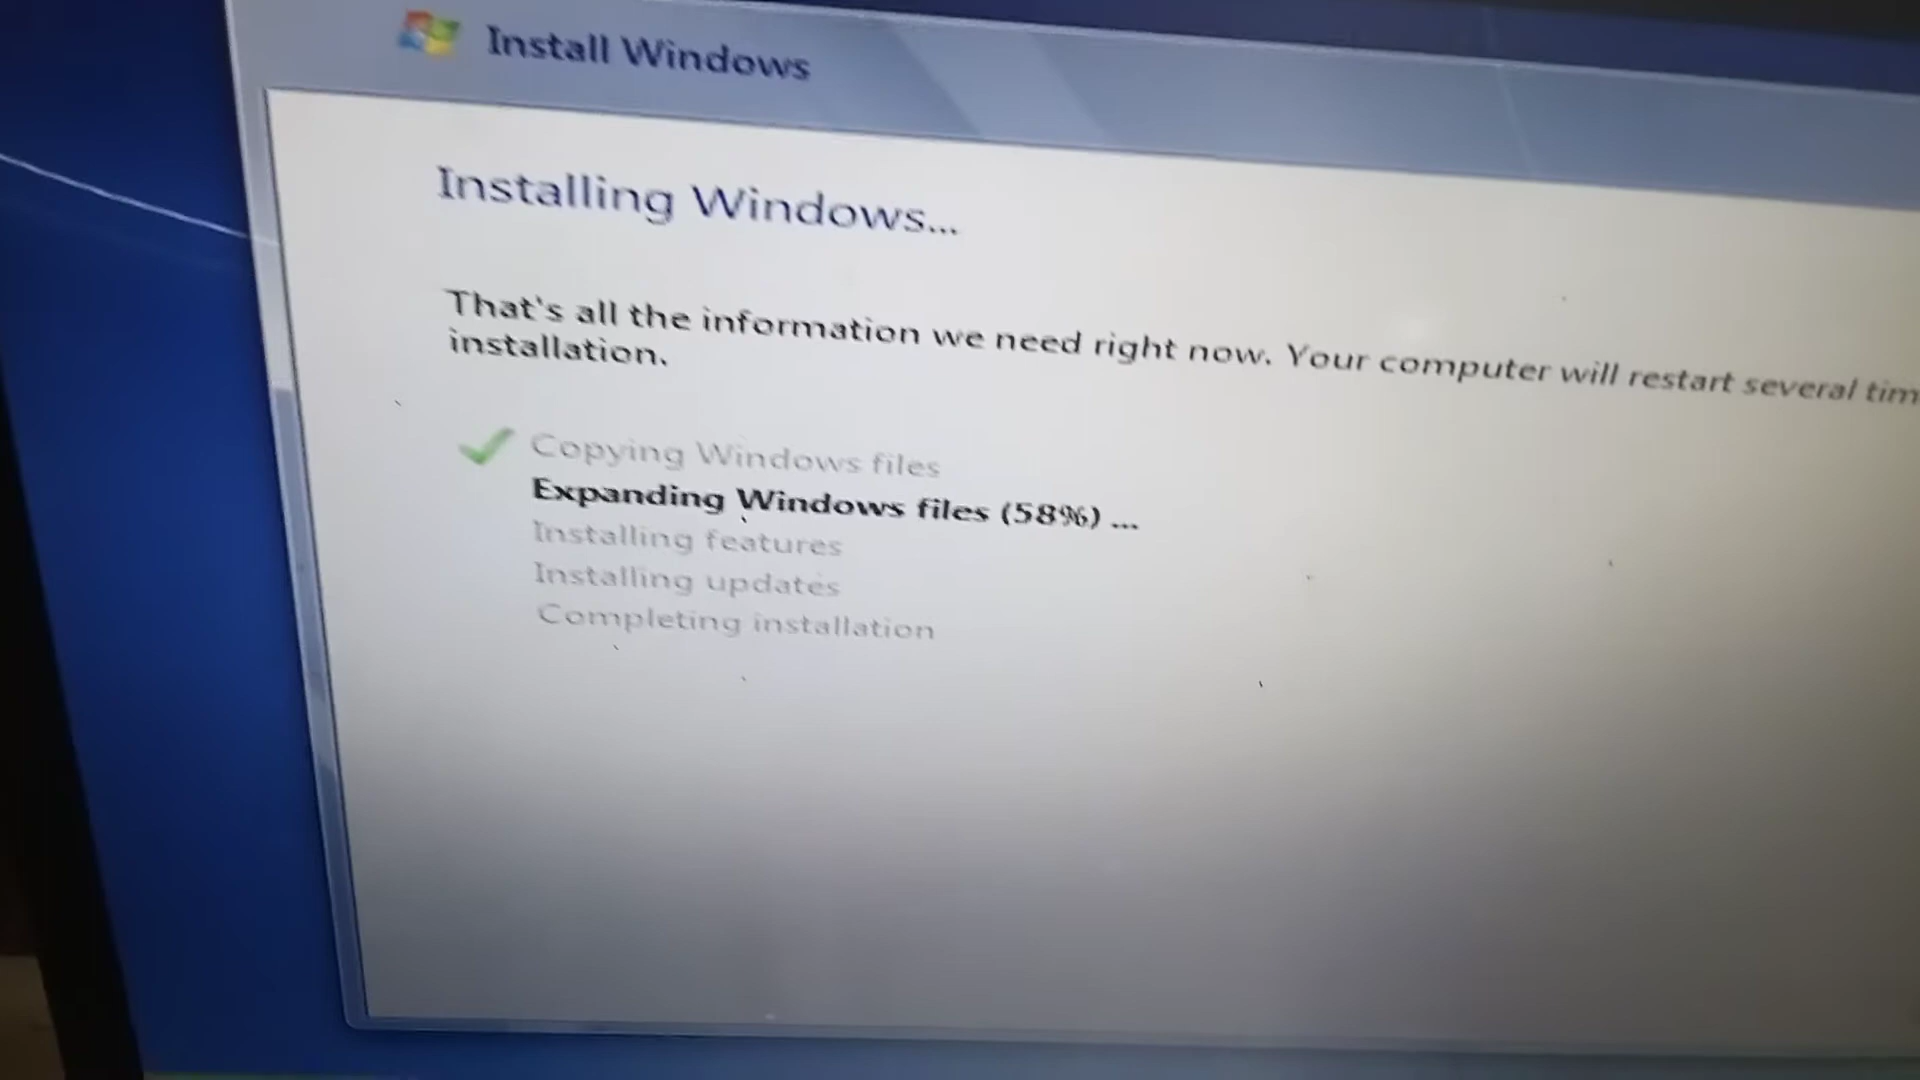 Install Windows
Installing Windows...
That's all the information we need right now. Your computer will restart several
installation.
Copying Windows files
Expanding Windows files (58%) ...
Installing features
Installing updates
Completing installation